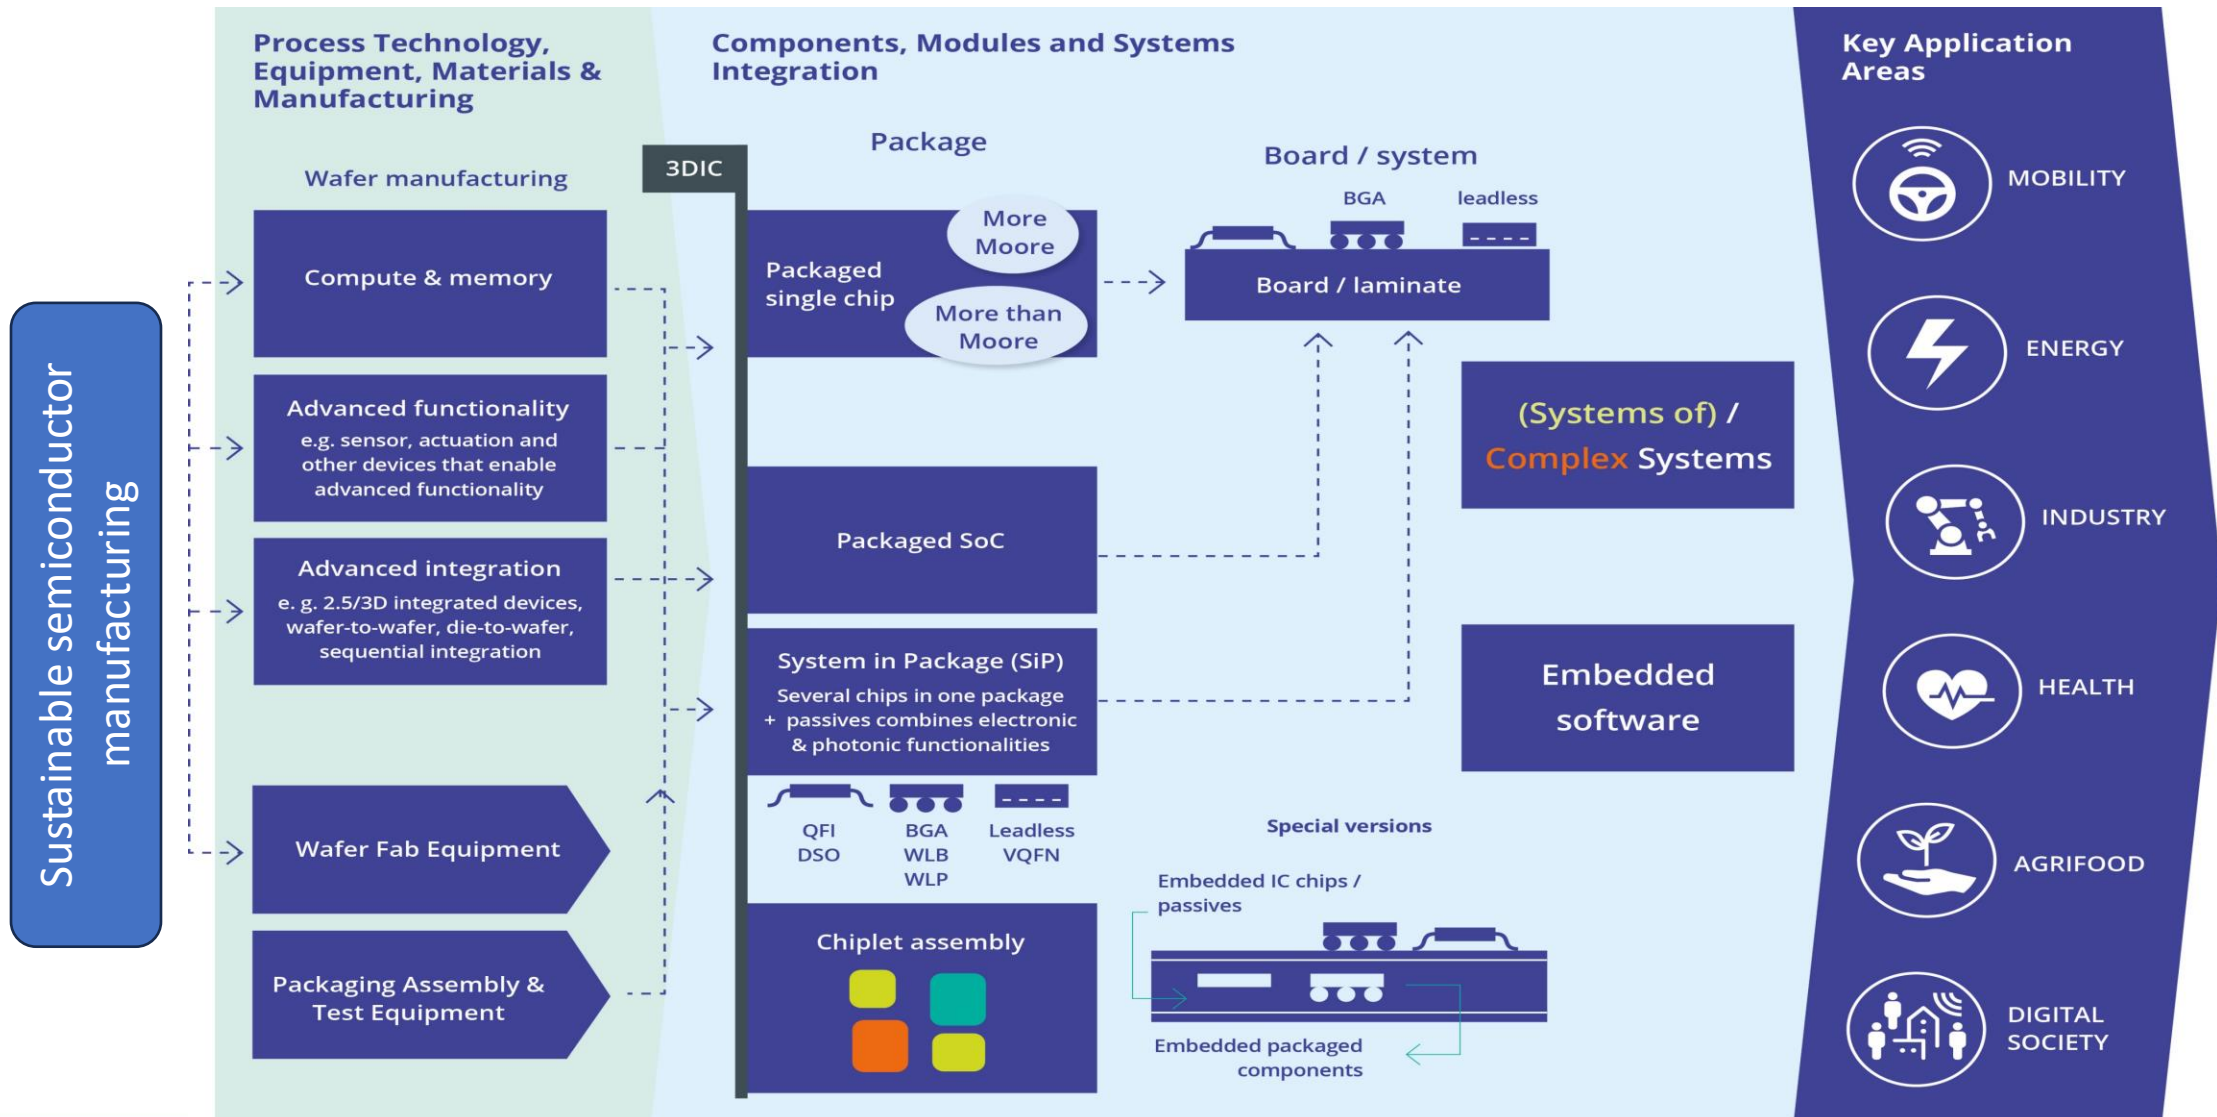 Sustainable semiconductor
manufacturing
Process Technology,
Equipment, Materials &
Manufacturing
Wafer manufacturing
Compute & memory
Advanced functionality
e.g. sensor, actuation and
other devices that enable
advanced functionality
Advanced integration
e. g. 2.5/3D integrated devices,
wafer-to-wafer, die-to-wafer,
sequential integration
Wafer Fab Equipment
Packaging Assembly &
Test Equipment
Components, Modules and Systems
Integration
3DIC
Package
Packaged
single chip
More
Moore
More than
Moore
Packaged SoC
System in Package (SiP)
Several chips in one package
+ passives combines electronic
& photonic functionalities
QFI
DSO
BGA
WLB
WLP
Leadless
VQFN
Chiplet assembly
Board / system
BGA
leadless
Board / laminate
(Systems of) /
Complex Systems
Embedded
software
Special versions
Embedded IC chips /
passives
Embedded packaged
components
Key Application
Areas
MOBILITY
ENERGY
INDUSTRY
HEALTH
AGRIFOOD
DIGITAL
SOCIETY